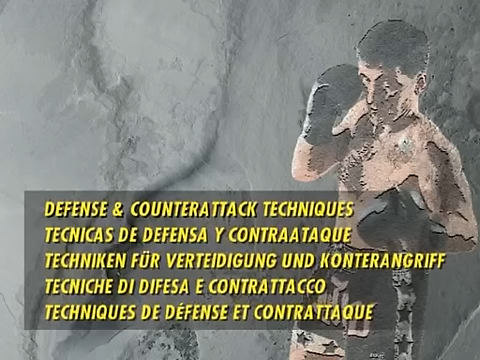 DEFENSE & COUNTERATTACK TECHNIQUES
TECNICAS DE DEFENSA Y CONTRAATAQUE
TECHNIKEN FÜR VERTEIDIGUNG UND KONTERANGRIFF
TECNICHE DI DIFESA E CONTRATTACCO
TECHNIQUES DE DÉFENSE ET CONTRATTAQUE